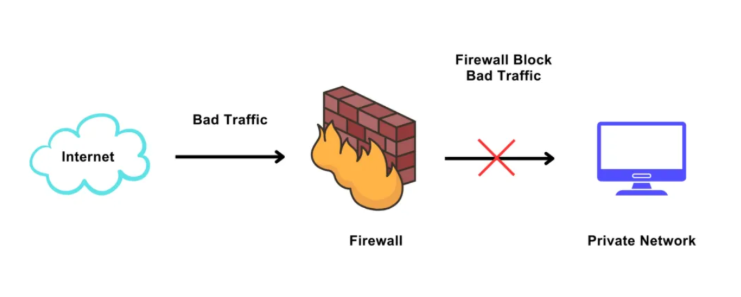 Firewall Block
Bad Traffic
Bad Traffic
Internet
Firewall
Private Network